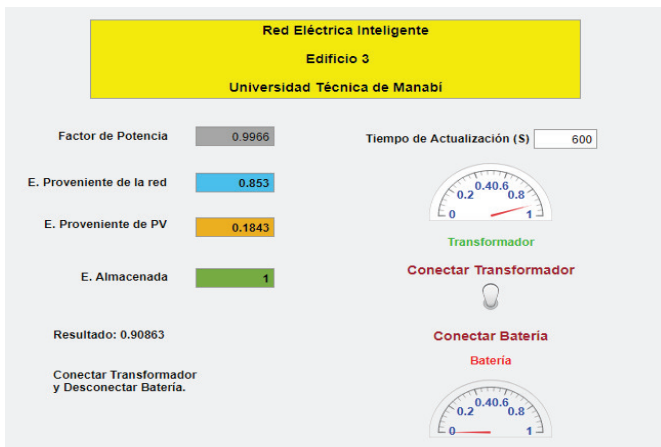 Red Eléctrica Inteligente
Edificio 3
Universidad Técnica de Manabí
Factor de Potencia 0.9966
E. Proveniente de la red 0.853
E. Proveniente de PV 0.1843
E. Almacenada 1
Resultado: 0.90863
Conectar Transformador
y Desconectar Batería.
Tiempo de Actualización (S) 600
0 0.2 0.4 0.6 0.8 1
Transformador
Conectar Transformador
Conectar Batería
Batería
0 0.2 0.4 0.6 0.8 1